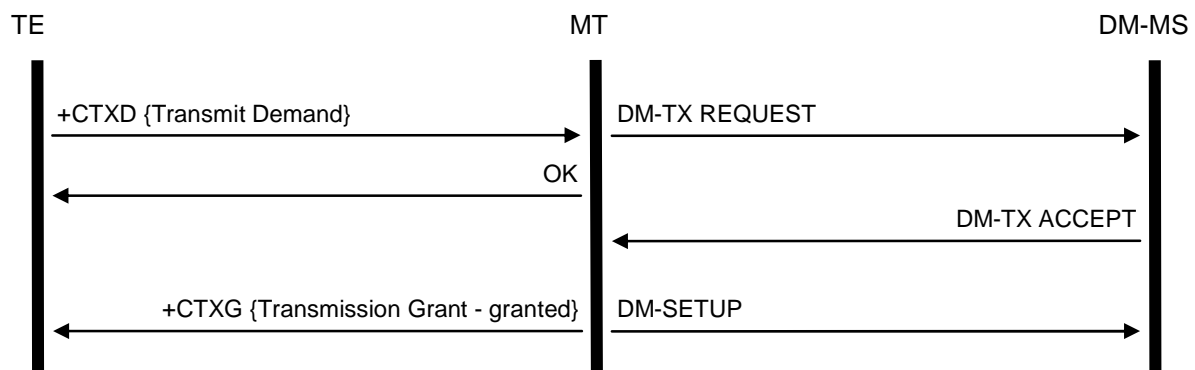 TE
MT
DM-MS
+CTXD {Transmit Demand}
DM-TX REQUEST
OK
DM-TX ACCEPT
+CTXG {Transmission Grant - granted}
DM-SETUP